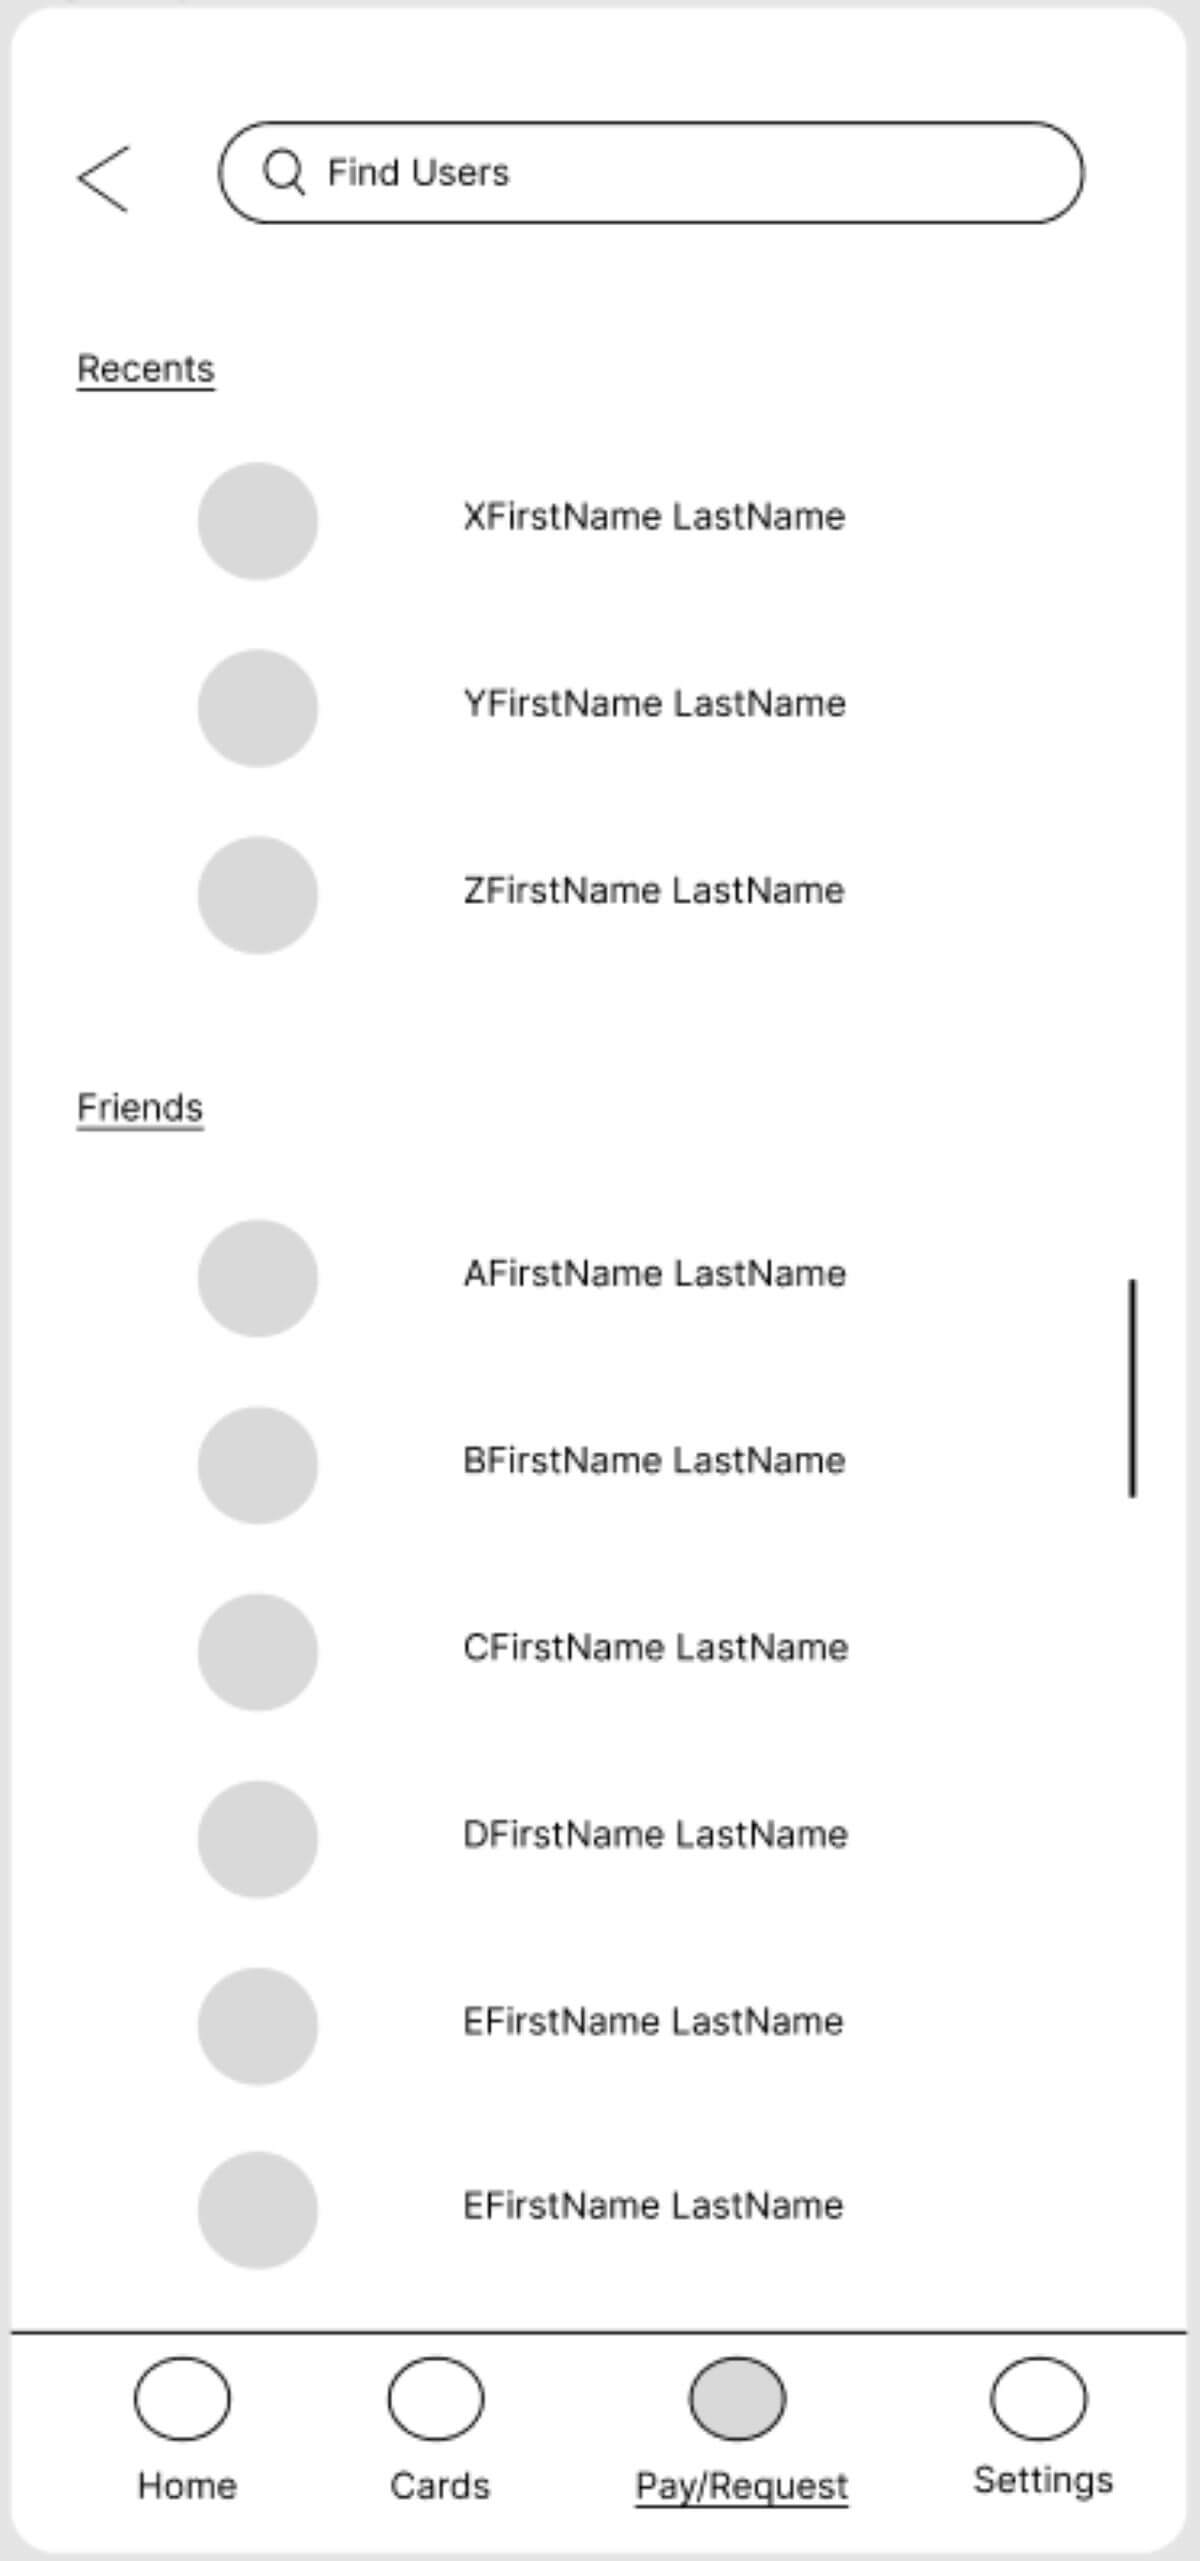 Find Users
Recents
XFirstName LastName
YFirstName LastName
ZFirstName LastName
Friends
AFirstName LastName
BFirstName LastName
CFirstName LastName
DFirstName LastName
EFirstName LastName
EFirstName LastName
Home Cards Pay/Request Settings